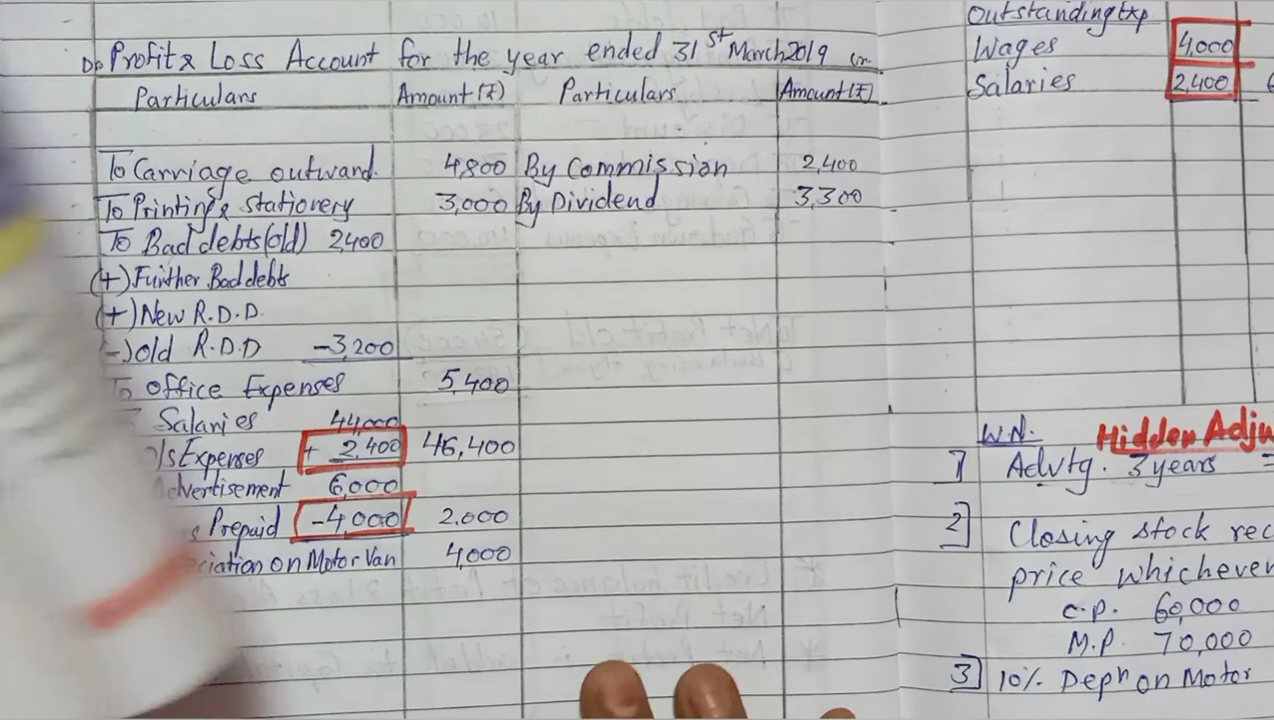 Dr Profit & Loss Account for the year ended 31st March 2019 Cr
Particulars Amount (₹) Particulars Amount (₹)
To Carriage outward. 4,800 By Commission 2,400
To Printing & Stationery 3,000 By Dividend 3,300
To Bad debts (old) 2,400
(+) Further Bad debts
(+) New R.D.D.
(-) old R.D.D -3,200
To office Expenses 5,400
Salaries 44,000
o/s Expenses + 2,400 46,400
Advertisement 6,000
Prepaid -4,000 2,000
ciation on Motor Van 4,000
Outstanding Exp
Wages 4,000
Salaries 2,400
W.N. Hidden Adju
1] Advtg. 3 years =
2] Closing stock rec
price whichever
C.P. 60,000
M.P. 70,000
3] 10% Depr on Motor